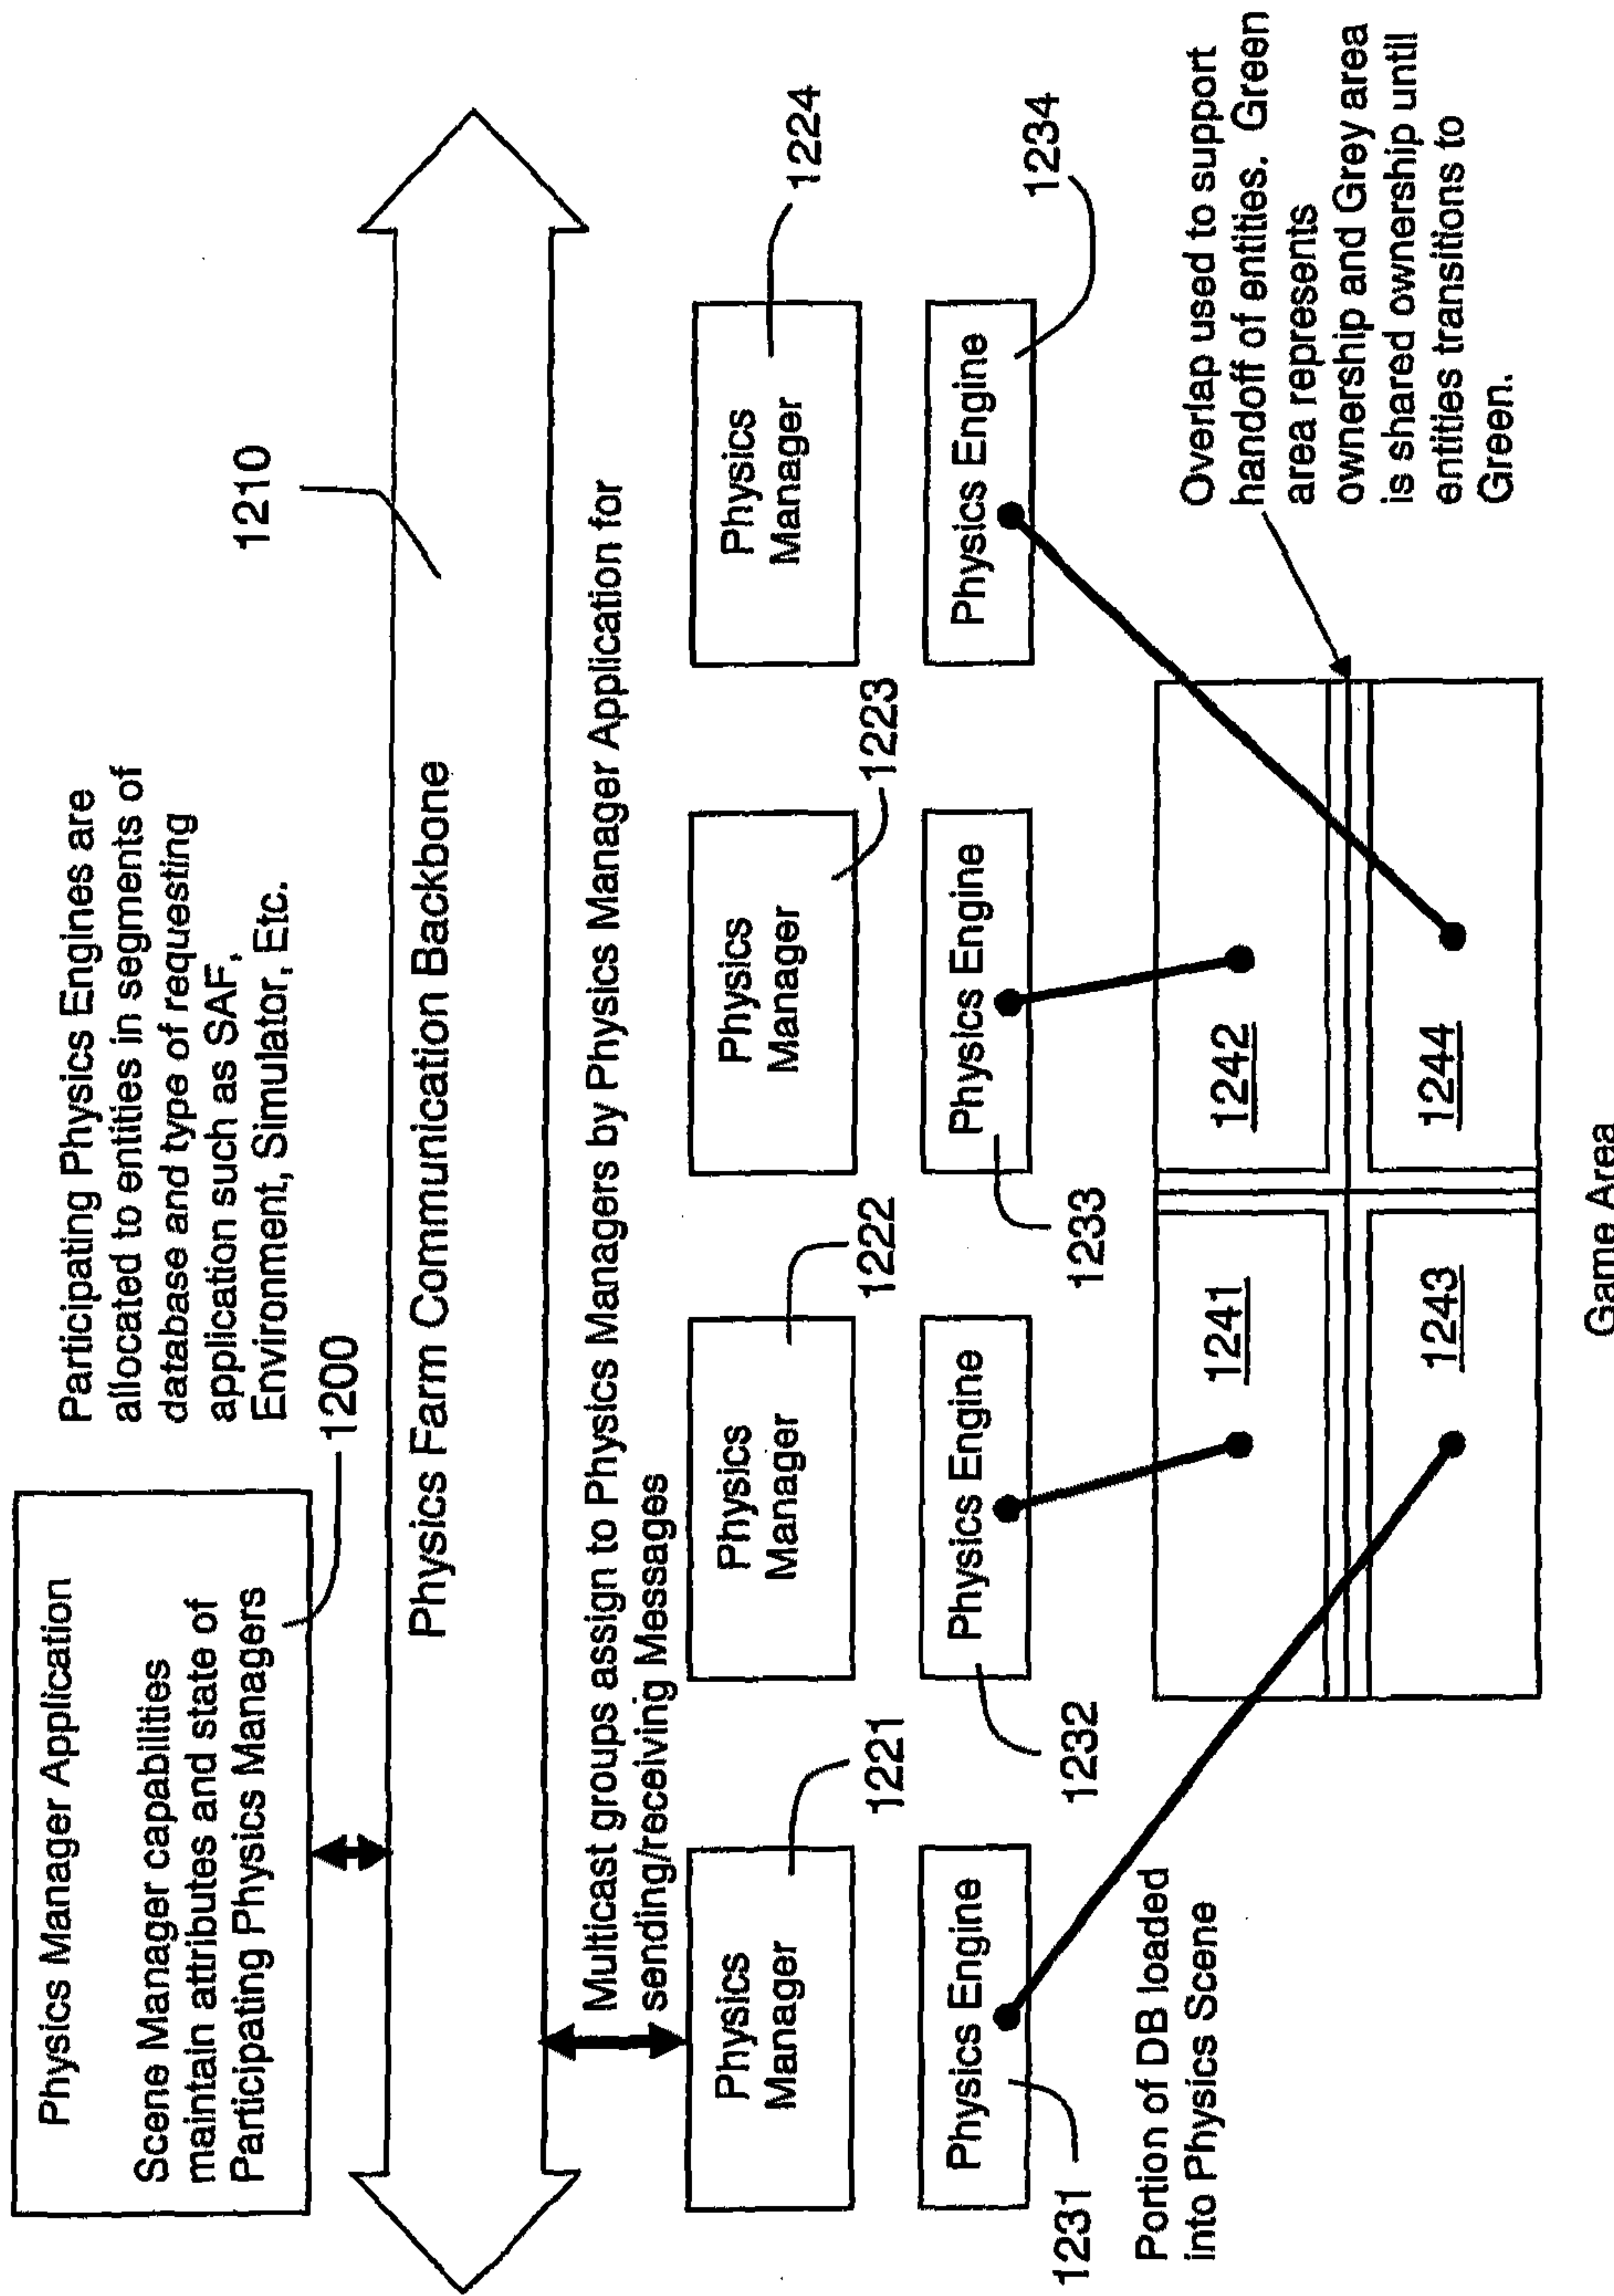 Physics Manager Application
Scene Manager capabilities
maintain attributes and state of
Participating Physics Managers
1200
Participating Physics Engines are
allocated to entities in segments of
database and type of requesting
application such as SAF,
Environment, Simulator, Etc.
1210
Physics Farm Communication Backbone
Multicast groups assign to Physics Managers by Physics Manager Application for
sending/receiving Messages
Physics
Manager
1221
Physics
Manager
1222
Physics
Manager
1223
Physics
Manager
1224
Physics Engine
1231
Physics Engine
1232
Physics Engine
1233
Physics Engine
1234
Portion of DB loaded
into Physics Scene
1241
1242
1243
1244
Overlap used to support
handoff of entities. Green
area represents
ownership and Grey area
is shared ownership until
entities transitions to
Green.
Game Area